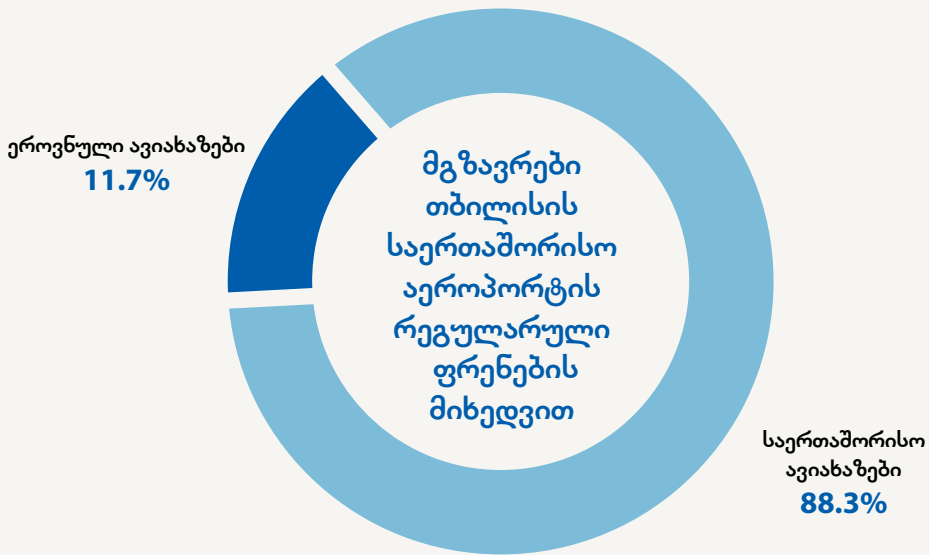 ეროვნული ავიახაზები
11.7%
მგზავრები
თბილისის
საერთაშორისო
აეროპორტის
რეგულარული
ფრენების
მიხედვით
საერთაშორისო
ავიახაზები
88.3%